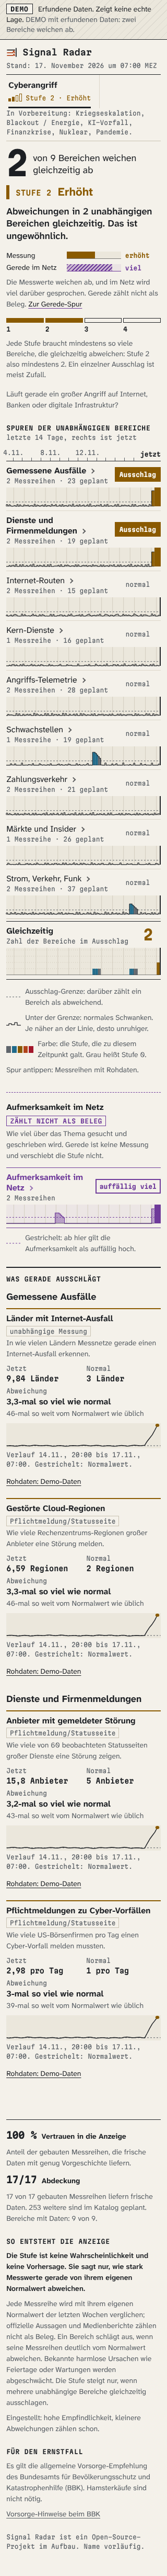 DEMO Erfundene Daten. Zeigt keine echte
Lage. DEMO mit erfundenen Daten: zwei
Bereiche weichen ab.
Signal Radar
Stand: 17. November 2026 um 07:00 MEZ
Cyberangriff
Stufe 2 · Erhöht
In Vorbereitung: Kriegseskalation,
Blackout / Energie, KI-Vorfall,
Finanzkrise, Nuklear, Pandemie.
2 von 9 Bereichen weichen
gleichzeitig ab
STUFE 2 Erhöht
Abweichungen in 2 unabhängigen
Bereichen gleichzeitig. Das ist
ungewöhnlich.
Messung erhöht
Gerede im Netz viel
Die Messwerte weichen ab, und im Netz wird
viel darüber gesprochen. Gerede zählt nicht als
Beleg. Zur Gerede-Spur
1 2 3 4
Jede Stufe braucht mindestens so viele
Bereiche, die gleichzeitig abweichen: Stufe 2
also mindestens 2. Ein einzelner Ausschlag ist
meist Zufall.
Läuft gerade ein großer Angriff auf Internet,
Banken oder digitale Infrastruktur?
SPUREN DER UNABHÄNGIGEN BEREICHE
letzte 14 Tage, rechts ist jetzt
4.11. 8.11. 12.11. jetzt
Gemessene Ausfälle >
2 Messreihen · 23 geplant
Ausschlag
Dienste und
Firmenmeldungen >
2 Messreihen · 19 geplant
Ausschlag
Internet-Routen >
2 Messreihen · 15 geplant
normal
Kern-Dienste >
1 Messreihe · 16 geplant
normal
Angriffs-Telemetrie >
2 Messreihen · 28 geplant
normal
Schwachstellen >
1 Messreihe · 19 geplant
normal
Zahlungsverkehr >
2 Messreihen · 21 geplant
normal
Märkte und Insider >
1 Messreihe · 26 geplant
normal
Strom, Verkehr, Funk >
2 Messreihen · 37 geplant
normal
Gleichzeitig
Zahl der Bereiche im Ausschlag
2
Ausschlag-Grenze: darüber zählt ein
Bereich als abweichend.
Unter der Grenze: normales Schwanken.
Je näher an der Linie, desto unruhiger.
Farbe: die Stufe, die zu diesem
Zeitpunkt galt. Grau heißt Stufe 0.
Spur antippen: Messreihen mit Rohdaten.
Aufmerksamkeit im Netz
ZÄHLT NICHT ALS BELEG
Wie viel über das Thema gesucht und
geschrieben wird. Gerede ist keine Messung
und verschiebt die Stufe nicht.
Aufmerksamkeit im
Netz >
2 Messreihen
auffällig viel
Gestrichelt: ab hier gilt die
Aufmerksamkeit als auffällig hoch.
WAS GERADE AUSSCHLÄGT
Gemessene Ausfälle
Länder mit Internet-Ausfall
unabhängige Messung
In wie vielen Ländern Messnetze gerade einen
Internet-Ausfall erkennen.
Jetzt Normal
9,84 Länder 3 Länder
Abweichung
3,3-mal so viel wie normal
46-mal so weit vom Normalwert wie üblich
Verlauf 14.11., 20:00 bis 17.11.,
07:00. Gestrichelt: Normalwert.
Rohdaten: Demo-Daten
Gestörte Cloud-Regionen
Pflichtmeldung/Statusseite
Wie viele Rechenzentrums-Regionen großer
Anbieter eine Störung melden.
Jetzt Normal
6,59 Regionen 2 Regionen
Abweichung
3,3-mal so viel wie normal
46-mal so weit vom Normalwert wie üblich
Verlauf 14.11., 20:00 bis 17.11.,
07:00. Gestrichelt: Normalwert.
Rohdaten: Demo-Daten
Dienste und Firmenmeldungen
Anbieter mit gemeldeter Störung
Pflichtmeldung/Statusseite
Wie viele von 60 beobachteten Statusseiten
großer Dienste eine Störung zeigen.
Jetzt Normal
15,8 Anbieter 5 Anbieter
Abweichung
3,2-mal so viel wie normal
43-mal so weit vom Normalwert wie üblich
Verlauf 14.11., 20:00 bis 17.11.,
07:00. Gestrichelt: Normalwert.
Rohdaten: Demo-Daten
Pflichtmeldungen zu Cyber-Vorfällen
Pflichtmeldung/Statusseite
Wie viele US-Börsenfirmen pro Tag einen
Cyber-Vorfall melden mussten.
Jetzt Normal
2,98 pro Tag 1 pro Tag
Abweichung
3-mal so viel wie normal
39-mal so weit vom Normalwert wie üblich
Verlauf 14.11., 20:00 bis 17.11.,
07:00. Gestrichelt: Normalwert.
Rohdaten: Demo-Daten
100 % Vertrauen in die Anzeige
Anteil der gebauten Messreihen, die frische
Daten mit genug Vorgeschichte liefern.
17/17 Abdeckung
17 von 17 gebauten Messreihen liefern frische
Daten. 253 weitere sind im Katalog geplant.
Bereiche mit Daten: 9 von 9.
SO ENTSTEHT DIE ANZEIGE
Die Stufe ist keine Wahrscheinlichkeit und
keine Vorhersage. Sie sagt nur, wie stark
Messwerte gerade von ihrem eigenen
Normalwert abweichen.
Jede Messreihe wird mit ihrem eigenen
Normalwert der letzten Wochen verglichen;
offizielle Aussagen und Medienberichte zählen
nicht als Beleg. Ein Bereich schlägt aus, wenn
seine Messreihen deutlich vom Normalwert
abweichen. Bekannte harmlose Ursachen wie
Feiertage oder Wartungen werden
abgeschwächt. Die Stufe steigt nur, wenn
mehrere unabhängige Bereiche gleichzeitig
ausschlagen.
Eingestellt: hohe Empfindlichkeit, kleinere
Abweichungen zählen schon.
FÜR DEN ERNSTFALL
Es gilt die allgemeine Vorsorge-Empfehlung
des Bundesamts für Bevölkerungsschutz und
Katastrophenhilfe (BBK). Hamsterkäufe sind
nicht nötig.
Vorsorge-Hinweise beim BBK
Signal Radar ist ein Open-Source-
Projekt im Aufbau. Name vorläufig.